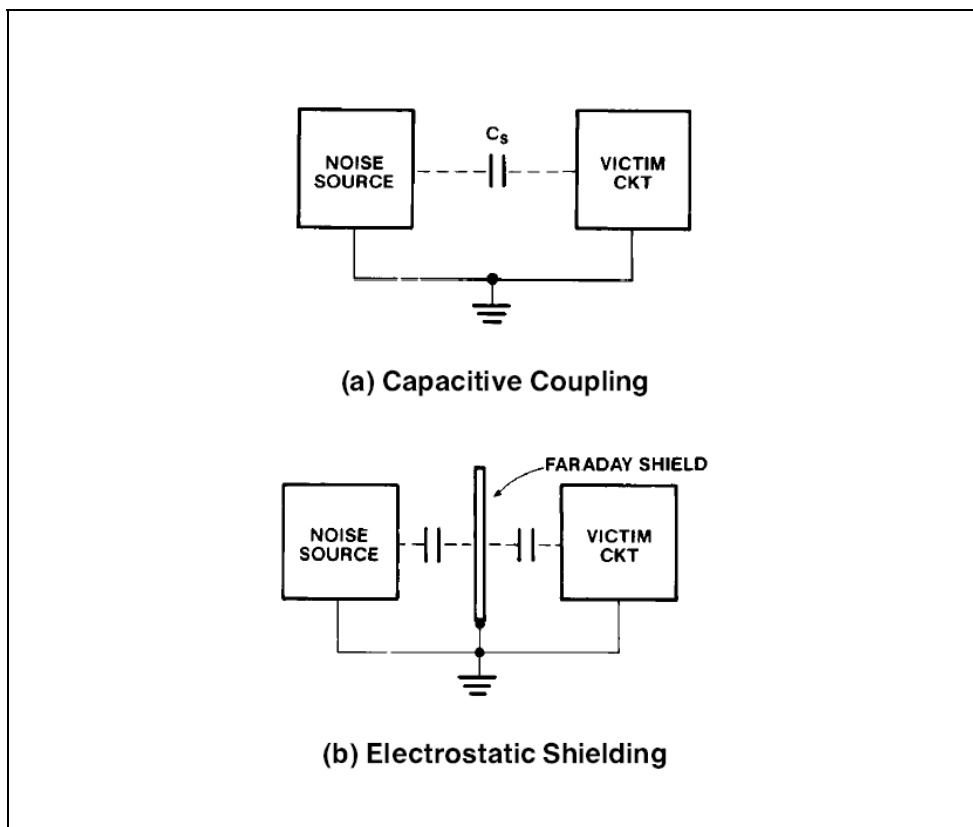 C_S
NOISE
SOURCE
VICTIM
CKT
(a) Capacitive Coupling
FARADAY SHIELD
NOISE
SOURCE
VICTIM
CKT
(b) Electrostatic Shielding